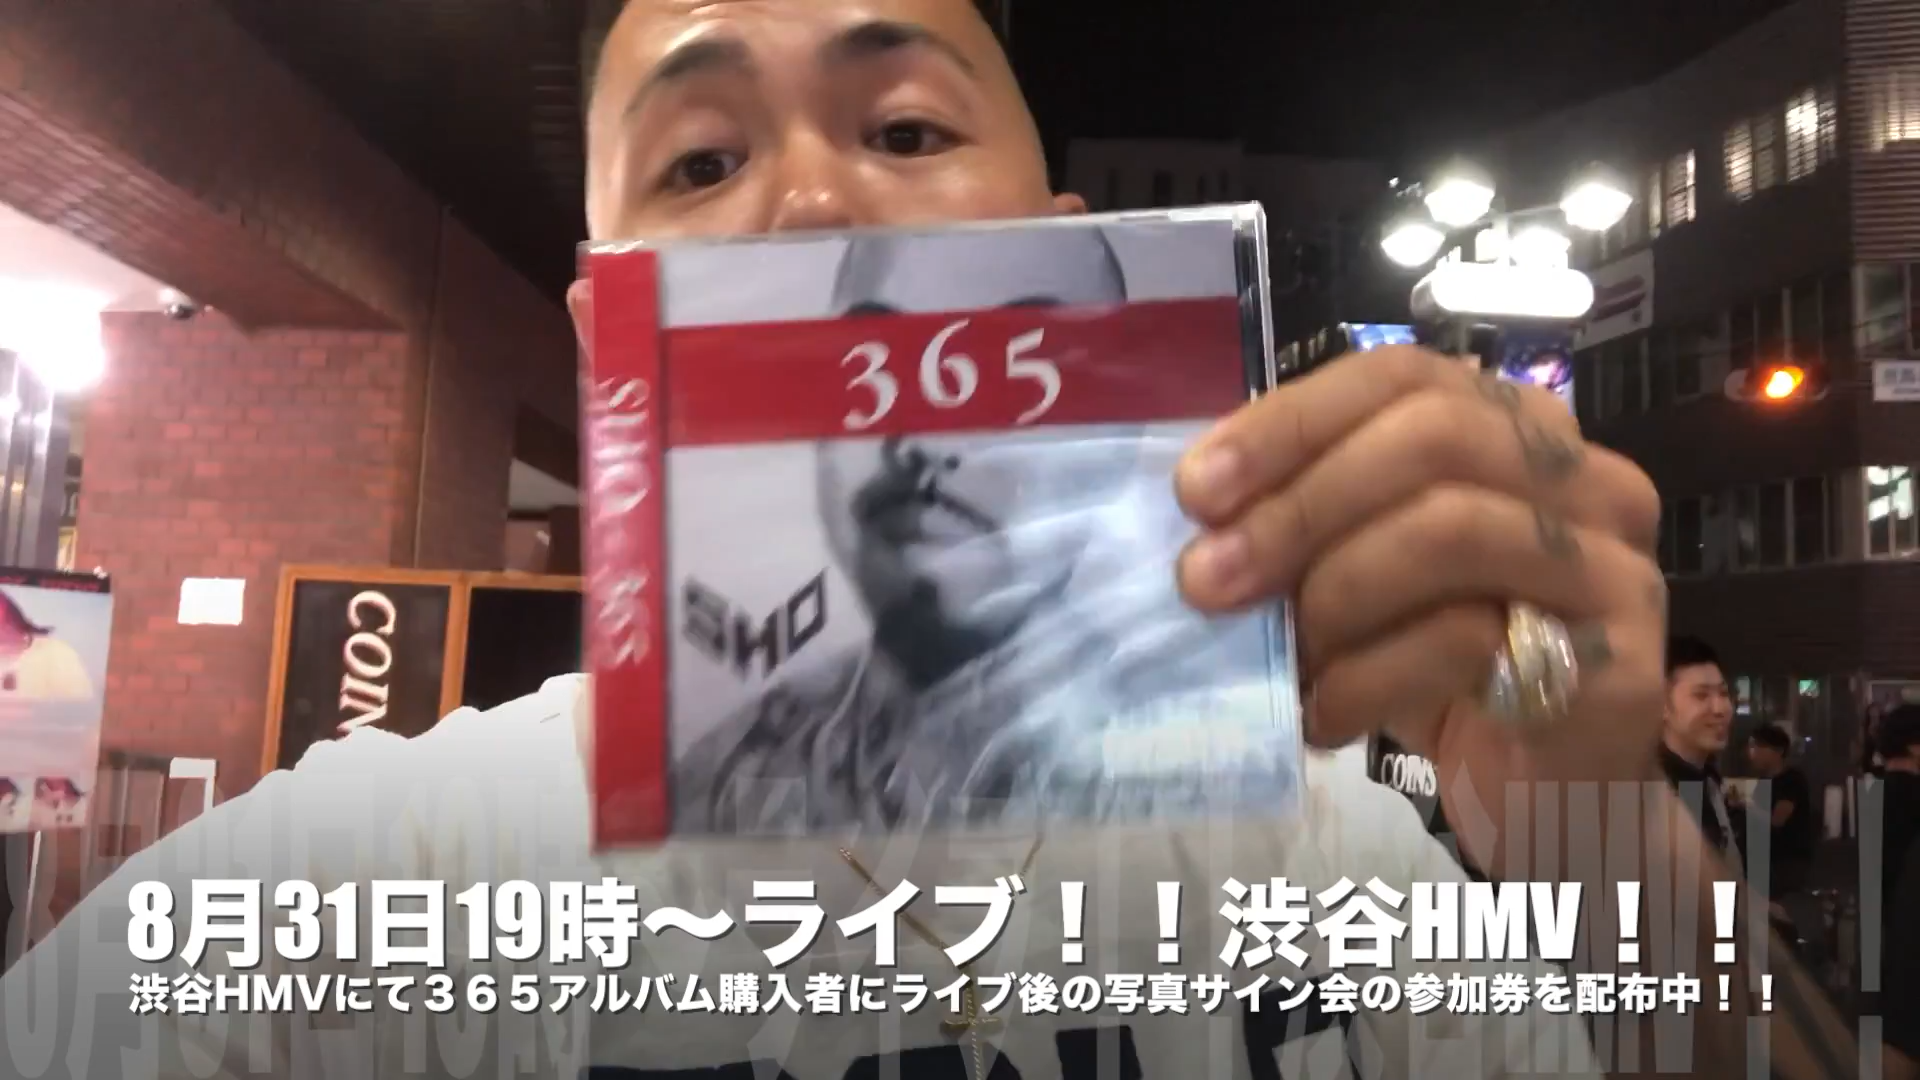 365
SHO - 365
SHO
COIN
COINS
8月31日19時〜ライブ！！渋谷HMV！！
渋谷HMVにて３６５アルバム購入者にライブ後の写真サイン会の参加券を配布中！！